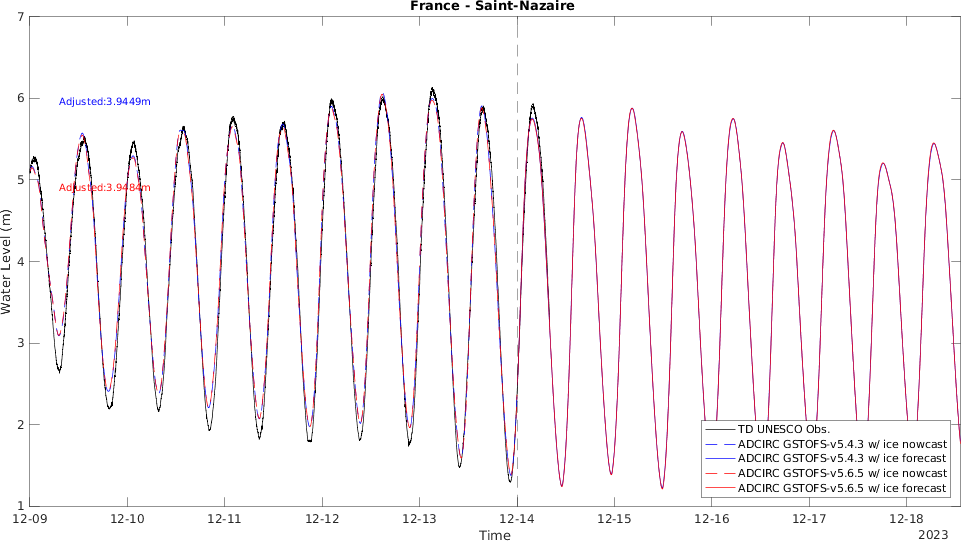 France - Saint-Nazaire
7
6
5
4
3
2
1
Water Level (m)
Adjusted:3.9449m
Adjusted:3.9484m
TD UNESCO Obs.
ADCIRC GSTOFS-v5.4.3 w/ ice nowcast
ADCIRC GSTOFS-v5.4.3 w/ ice forecast
ADCIRC GSTOFS-v5.6.5 w/ ice nowcast
ADCIRC GSTOFS-v5.6.5 w/ ice forecast
12-09 12-10 12-11 12-12 12-13 12-14 12-15 12-16 12-17 12-18
Time
2023